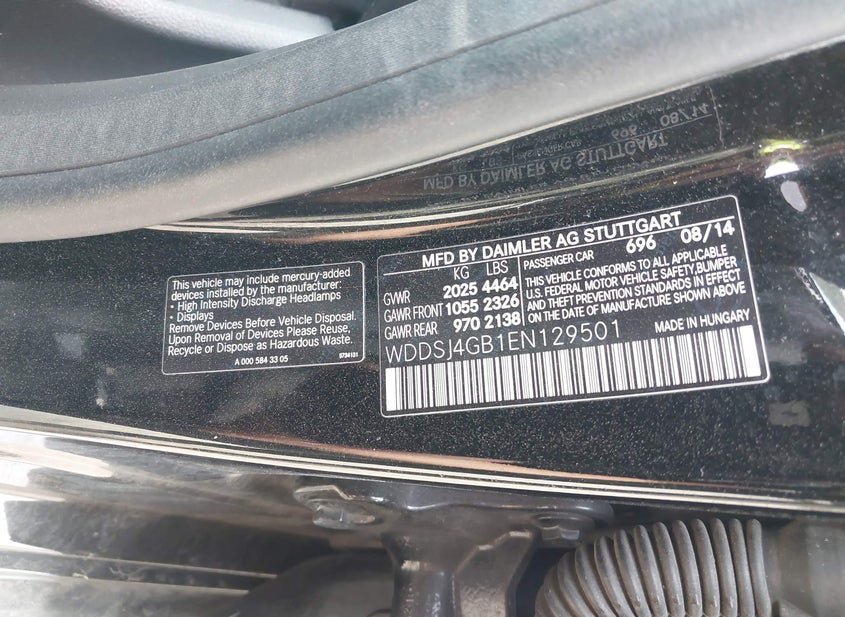 This vehicle may include mercury-added
devices installed by the manufacturer:
• High Intensity Discharge Headlamps
• Displays
Remove Devices Before Vehicle Disposal.
Upon Removal of Devices Please Reuse,
Recycle or Dispose as Hazardous Waste.
A 000 584 33 05
MFD BY DAIMLER AG STUTTGART
KG LBS
GVWR 2025 4464
GAWR FRONT 1055 2326
GAWR REAR 970 2138
PASSENGER CAR 696 08/14
THIS VEHICLE CONFORMS TO ALL APPLICABLE
U.S. FEDERAL MOTOR VEHICLE SAFETY, BUMPER
AND THEFT PREVENTION STANDARDS IN EFFECT
ON THE DATE OF MANUFACTURE SHOWN ABOVE
WDDSJ4GB1EN129501
MADE IN HUNGARY